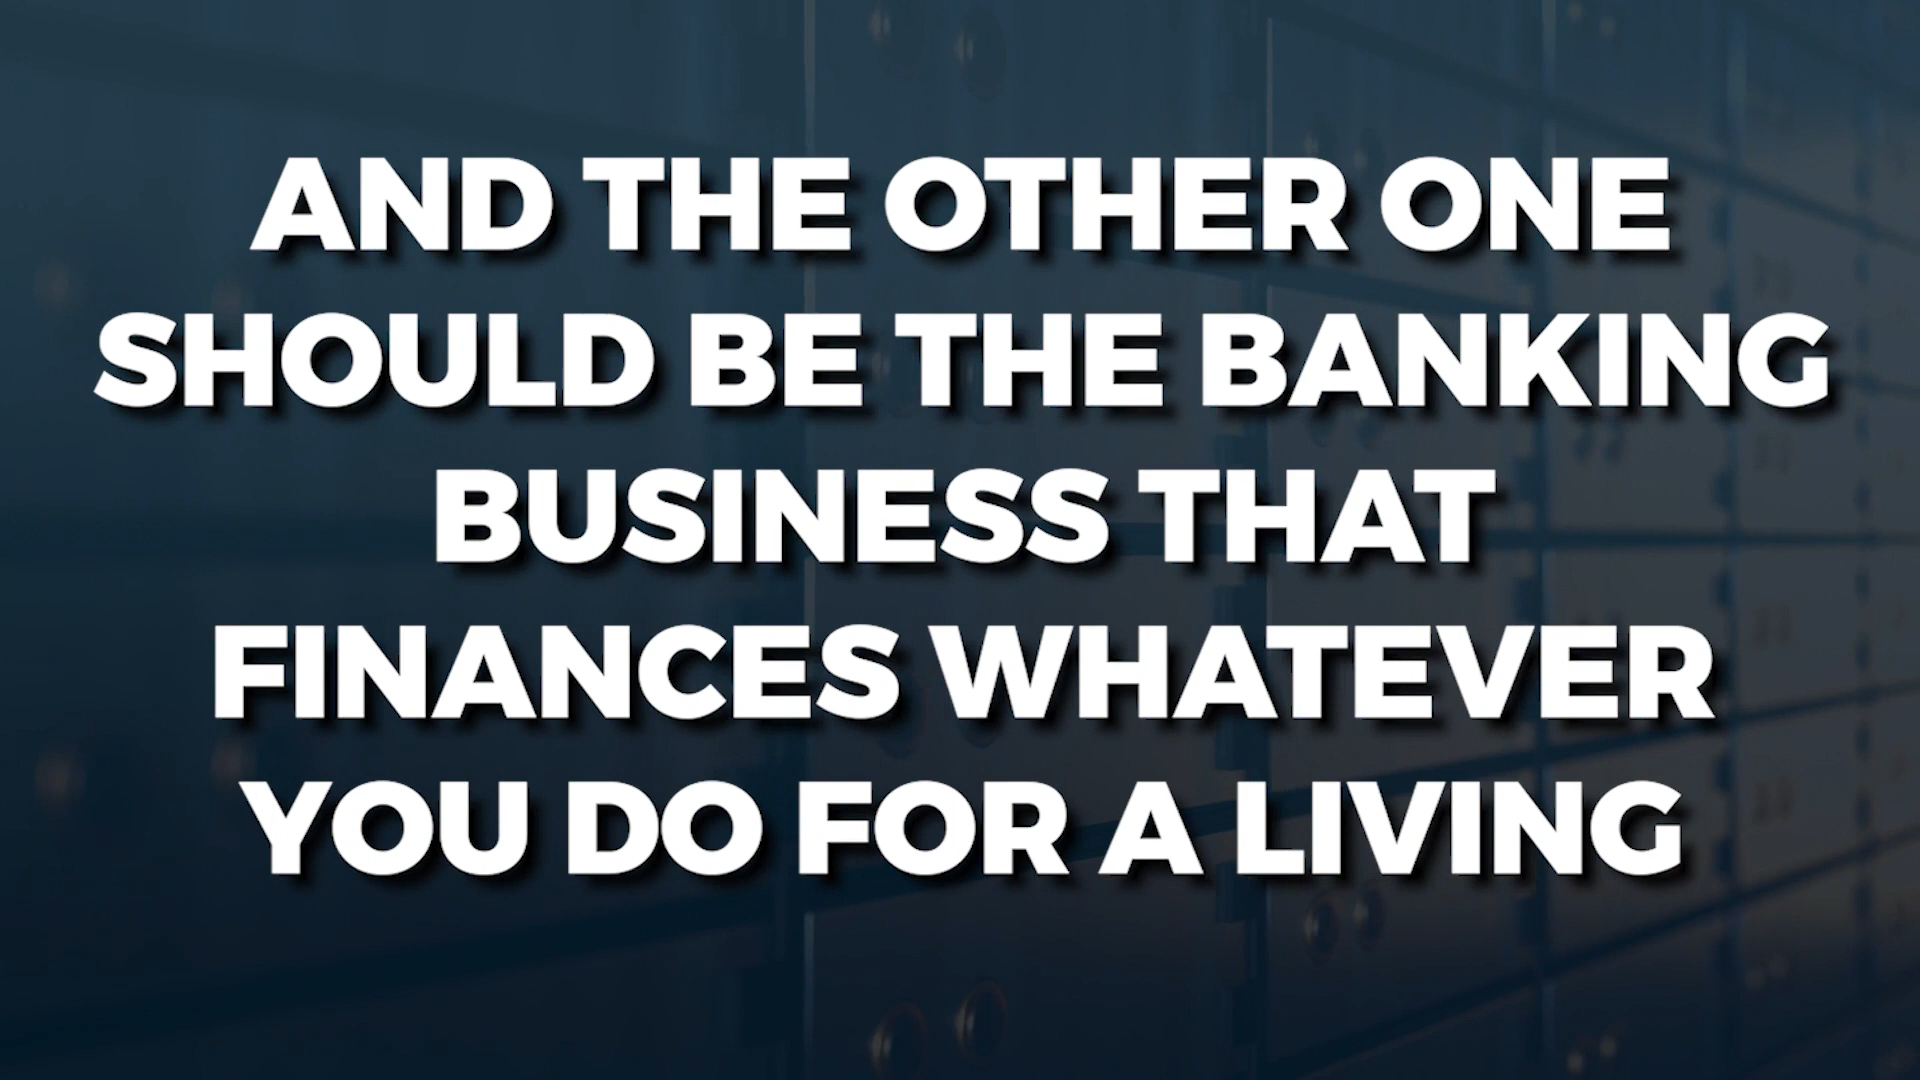 AND THE OTHER ONE
SHOULD BE THE BANKING
BUSINESS THAT
FINANCES WHATEVER
YOU DO FOR A LIVING